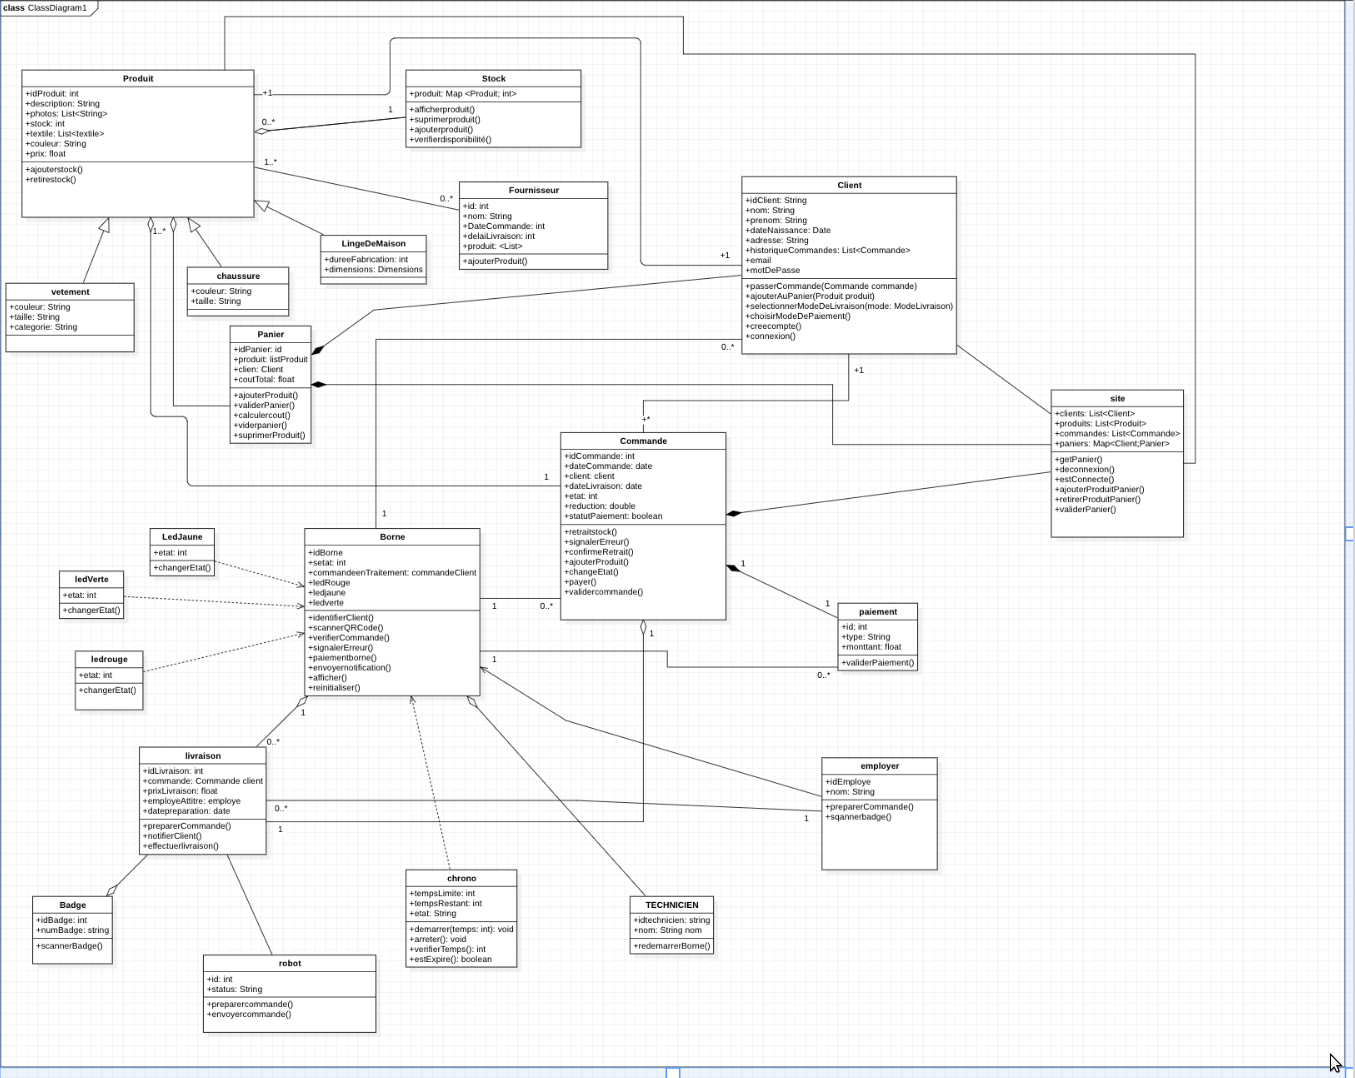 class ClassDiagram1
Produit
+idProduit: int
+description: String
+photos: List<String>
+stock: int
+textile: List<textile>
+couleur: String
+prix: float
+ajouterstock()
+retirestock()
+1
0..*
1
1..*
0..*
1..*
Stock
+produit: Map <Produit; int>
+afficherproduit()
+suprimerproduit()
+ajouterproduit()
+verifierdisponibilité()
Fournisseur
+id: int
+nom: String
+DateCommande: int
+delaiLivraison: int
+produit: <List>
+ajouterProduit()
Client
+idClient: String
+nom: String
+prenom: String
+dateNaissance: Date
+adresse: String
+historiqueCommandes: List<Commande>
+email
+motDePasse
+passerCommande(Commande commande)
+ajouterAuPanier(Produit produit)
+selectionnerModeDeLivraison(mode: ModeLivraison)
+choisirModeDePaiement()
+creecompte()
+connexion()
+1
0..*
+1
+*
LingeDeMaison
+dureeFabrication: int
+dimensions: Dimensions
chaussure
+couleur: String
+taille: String
vetement
+couleur: String
+taille: String
+categorie: String
Panier
+idPanier: id
+produit: listProduit
+clien: Client
+coutTotal: float
+ajouterProduit()
+validerPanier()
+calculercout()
+viderpanier()
+suprimerProduit()
site
+clients: List<Client>
+produits: List<Produit>
+commandes: List<Commande>
+paniers: Map<Client;Panier>
+getPanier()
+deconnexion()
+estConnecte()
+ajouterProduitPanier()
+retirerProduitPanier()
+validerPanier()
Commande
+idCommande: int
+dateCommande: date
+client: client
+dateLivraison: date
+etat: int
+reduction: double
+statutPaiement: boolean
+retraitstock()
+signalerErreur()
+confirmeRetrait()
+ajouterProduit()
+changeEtat()
+payer()
+validercommande()
1
1
1
0..*
1
1
1
1
0..*
LedJaune
+etat: int
+changerEtat()
ledVerte
+etat: int
+changerEtat()
ledrouge
+etat: int
+changerEtat()
Borne
+idBorne
+setat: int
+commandeenTraitement: commandeClient
+ledRouge
+ledjaune
+ledverte
+identifierClient()
+scannerQRCode()
+verifierCommande()
+signalerErreur()
+paiementborne()
+envoyernotification()
+afficher()
+reinitialiser()
paiement
+id: int
+type: String
+monttant: float
+validerPaiement()
1
0..*
livraison
+idLivraison: int
+commande: Commande client
+prixLivraison: float
+employeAttitre: employe
+datepreparation: date
+preparerCommande()
+notifierClient()
+effectuerlivraison()
0..*
1
1
employer
+idEmploye
+nom: String
+preparerCommande()
+sqannerbadge()
Badge
+idBadge: int
+numBadge: string
+scannerBadge()
chrono
+tempsLimite: int
+tempsRestant: int
+etat: String
+demarrer(temps: int): void
+arreter(): void
+verifierTemps(): int
+estExpire(): boolean
TECHNICIEN
+idtechnicien: string
+nom: String nom
+redemarrerBorne()
robot
+id: int
+status: String
+preparercommande()
+envoyercommande()